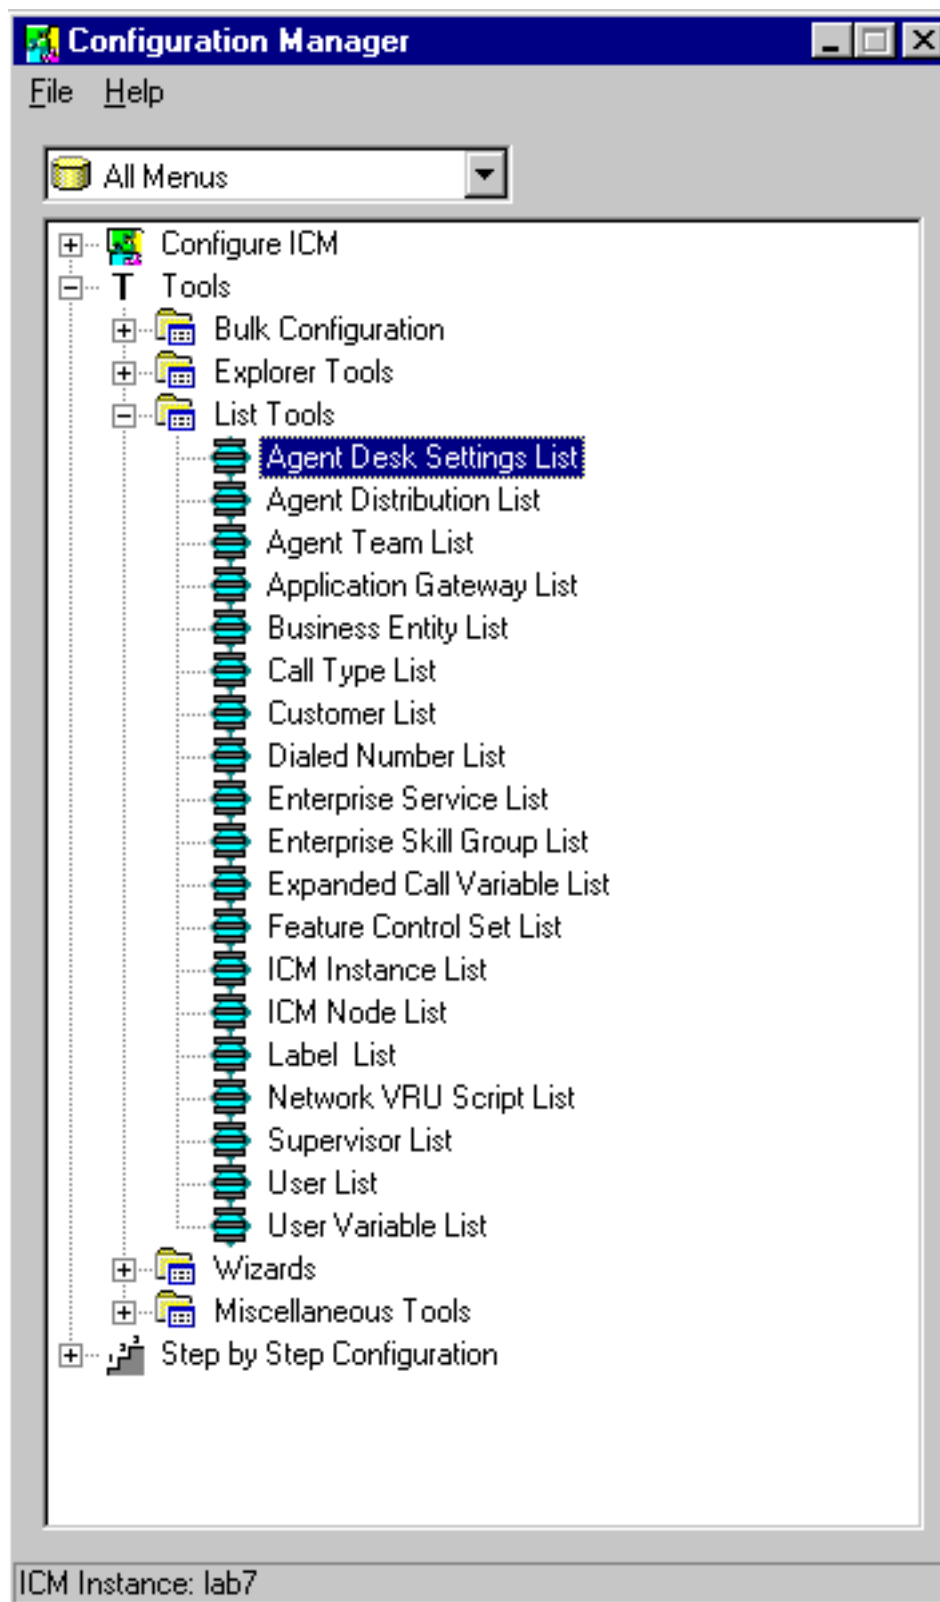 Configuration Manager
File Help
All Menus
Configure ICM
T Tools
Bulk Configuration
Explorer Tools
List Tools
Agent Desk Settings List
Agent Distribution List
Agent Team List
Application Gateway List
Business Entity List
Call Type List
Customer List
Dialed Number List
Enterprise Service List
Enterprise Skill Group List
Expanded Call Variable List
Feature Control Set List
ICM Instance List
ICM Node List
Label  List
Network VRU Script List
Supervisor List
User List
User Variable List
Wizards
Miscellaneous Tools
Step by Step Configuration
ICM Instance: lab7